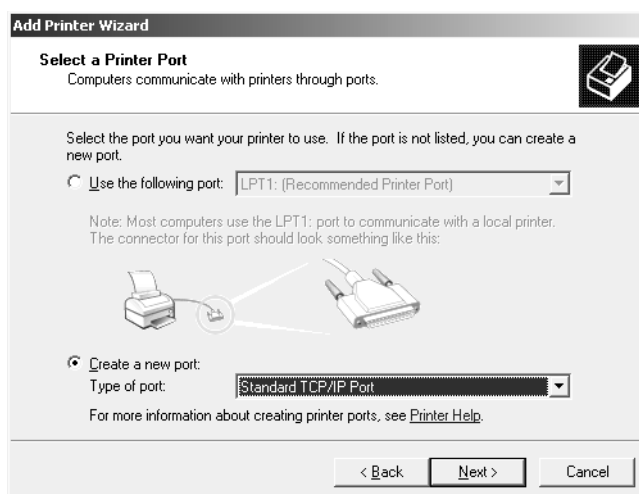 Add Printer Wizard
Select a Printer Port
Computers communicate with printers through ports.
Select the port you want your printer to use. If the port is not listed, you can create a
new port.
Use the following port: LPT1: (Recommended Printer Port)
Note: Most computers use the LPT1: port to communicate with a local printer.
The connector for this port should look something like this:
Create a new port:
Type of port: Standard TCP/IP Port
For more information about creating printer ports, see Printer Help.
< Back Next > Cancel